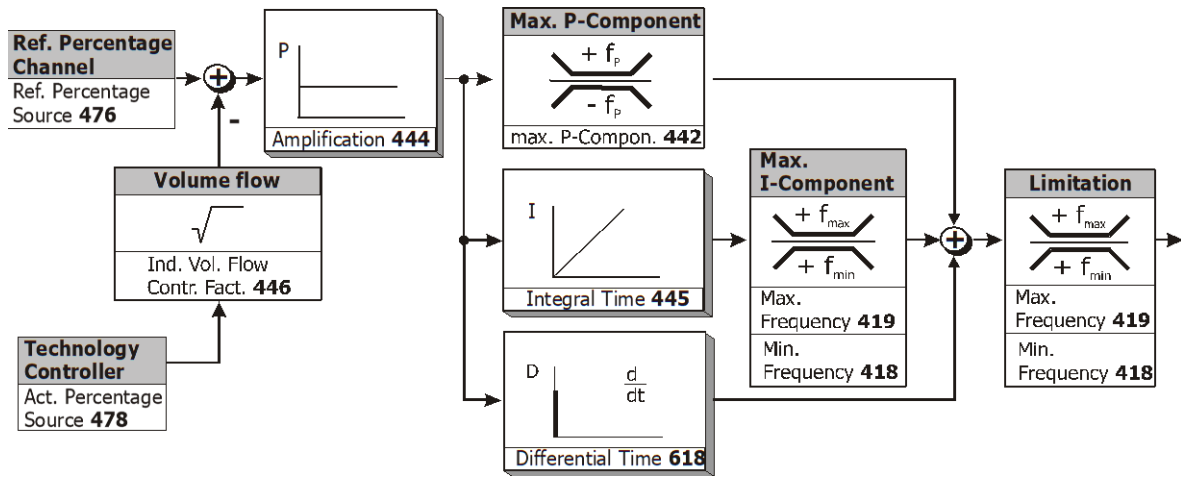 Ref. Percentage
Channel
Ref. Percentage
Source 476
P
Amplification 444
-
Volume flow
Ind. Vol. Flow
Contr. Fact. 446
Technology
Controller
Act. Percentage
Source 478
Max. P-Component
+ fP
- fP
max. P-Compon. 442
I
Integral Time 445
D
d
dt
Differential Time 618
Max.
I-Component
+ fmax
+ fmin
Max.
Frequency 419
Min.
Frequency 418
+
Limitation
+ fmax
+ fmin
Max.
Frequency 419
Min.
Frequency 418